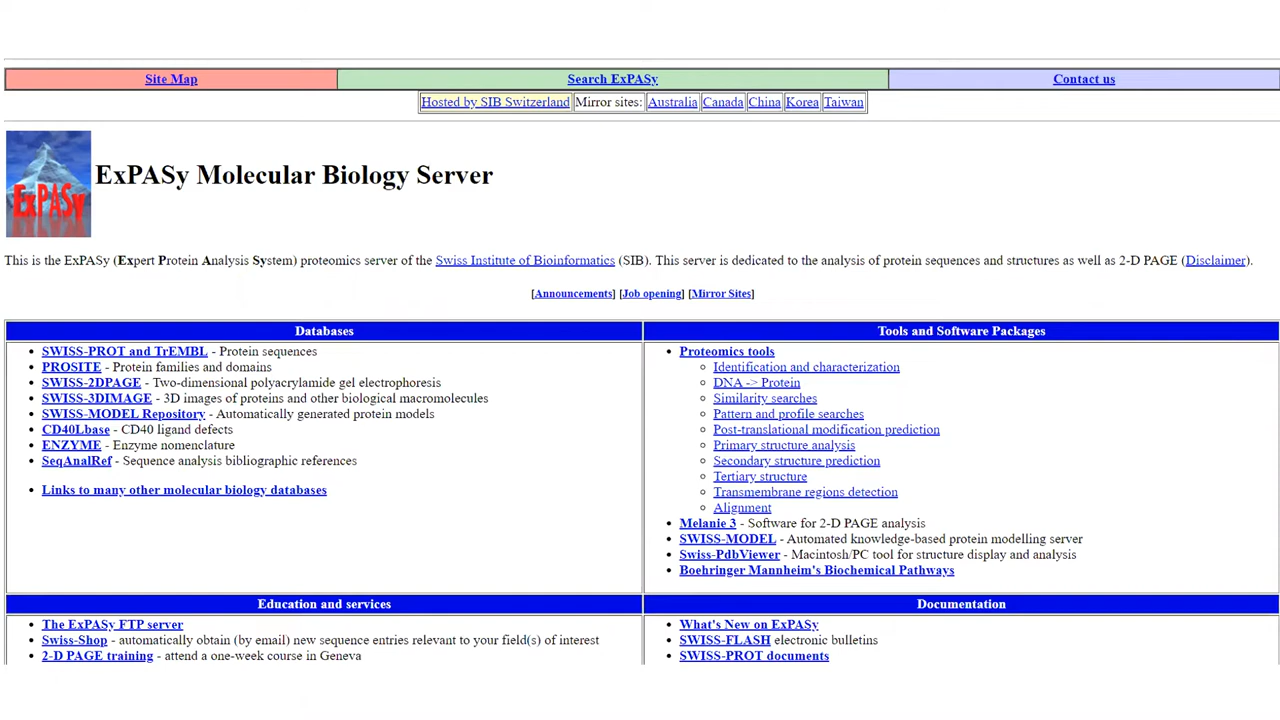 Site Map Search ExPASy Contact us
Hosted by SIB Switzerland Mirror sites: Australia Canada China Korea Taiwan
ExPASy
ExPASy Molecular Biology Server
This is the ExPASy (Expert Protein Analysis System) proteomics server of the Swiss Institute of Bioinformatics (SIB). This server is dedicated to the analysis of protein sequences and structures as well as 2-D PAGE (Disclaimer).
[Announcements] [Job opening] [Mirror Sites]
Databases
SWISS-PROT and TrEMBL - Protein sequences
PROSITE - Protein families and domains
SWISS-2DPAGE - Two-dimensional polyacrylamide gel electrophoresis
SWISS-3DIMAGE - 3D images of proteins and other biological macromolecules
SWISS-MODEL Repository - Automatically generated protein models
CD40Lbase - CD40 ligand defects
ENZYME - Enzyme nomenclature
SeqAnalRef - Sequence analysis bibliographic references
Links to many other molecular biology databases
Tools and Software Packages
Proteomics tools
Identification and characterization
DNA -> Protein
Similarity searches
Pattern and profile searches
Post-translational modification prediction
Primary structure analysis
Secondary structure prediction
Tertiary structure
Transmembrane regions detection
Alignment
Melanie 3 - Software for 2-D PAGE analysis
SWISS-MODEL - Automated knowledge-based protein modelling server
Swiss-PdbViewer - Macintosh/PC tool for structure display and analysis
Boehringer Mannheim's Biochemical Pathways
Education and services
The ExPASy FTP server
Swiss-Shop - automatically obtain (by email) new sequence entries relevant to your field(s) of interest
2-D PAGE training - attend a one-week course in Geneva
Documentation
What's New on ExPASy
SWISS-FLASH electronic bulletins
SWISS-PROT documents